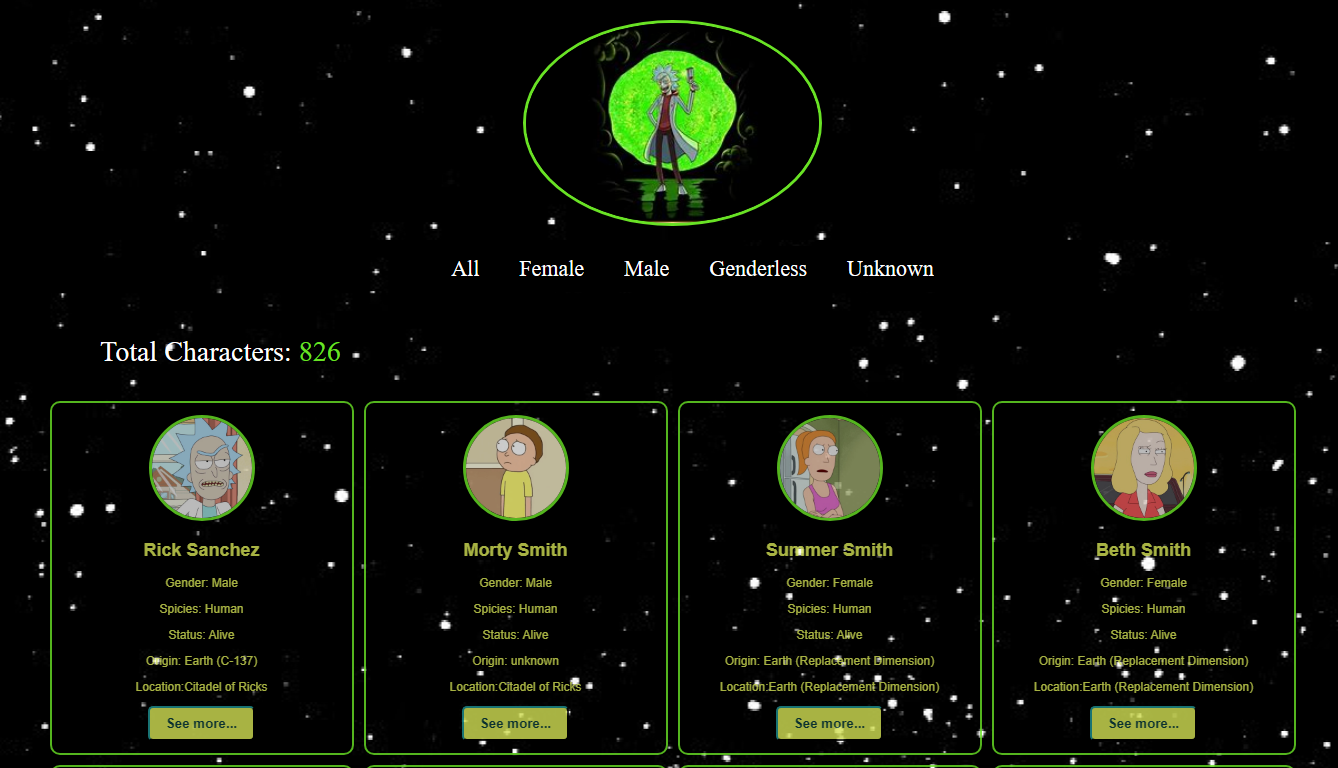 All Female Male Genderless Unknown
Total Characters: 826
Rick Sanchez
Gender: Male
Spicies: Human
Status: Alive
Origin: Earth (C-137)
Location:Citadel of Ricks
See more...
Morty Smith
Gender: Male
Spicies: Human
Status: Alive
Origin: unknown
Location:Citadel of Ricks
See more...
Summer Smith
Gender: Female
Spicies: Human
Status: Alive
Origin: Earth (Replacement Dimension)
Location:Earth (Replacement Dimension)
See more...
Beth Smith
Gender: Female
Spicies: Human
Status: Alive
Origin: Earth (Replacement Dimension)
Location:Earth (Replacement Dimension)
See more...